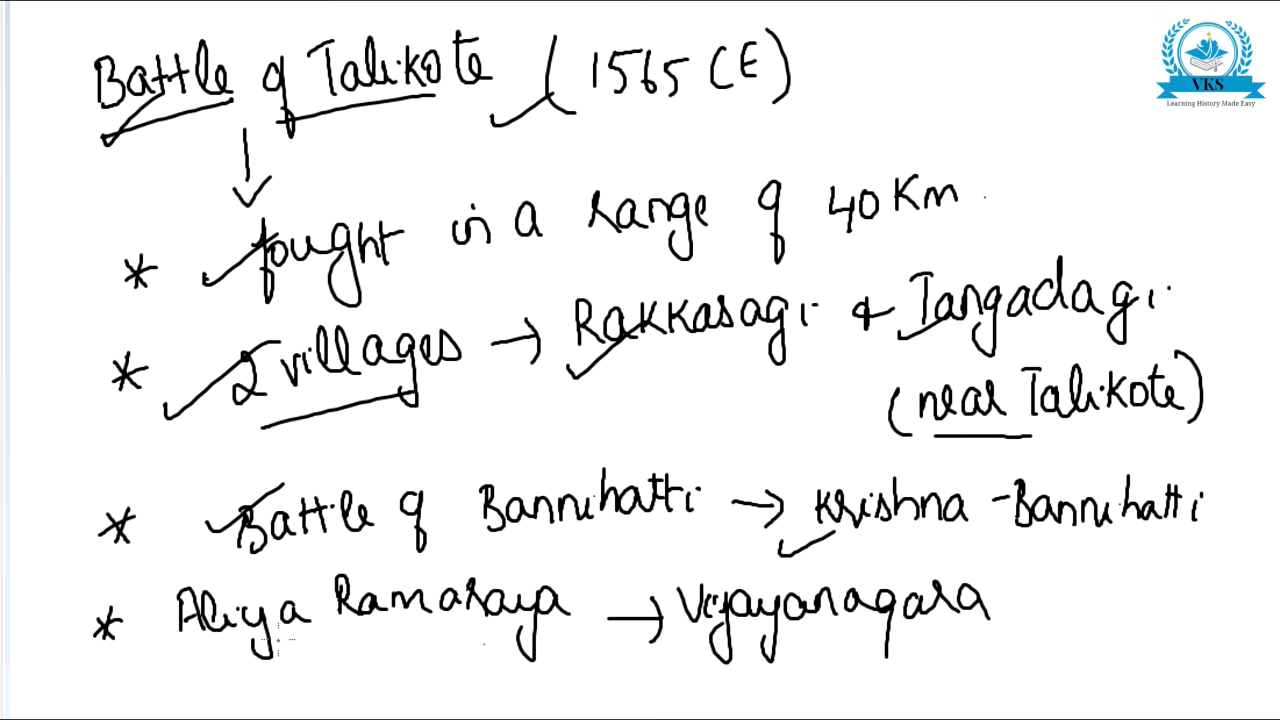 Battle of Talikote (1565 CE)
VKS
Learning History Made Easy
* fought in a range of 40 Km.
* 2 villages → Rakkasagi & Tangadagi
(near Talikote)
* Battle of Bannihatti → Krishna - Bannihatti
* Aliya Ramaraya → Vijayanagara